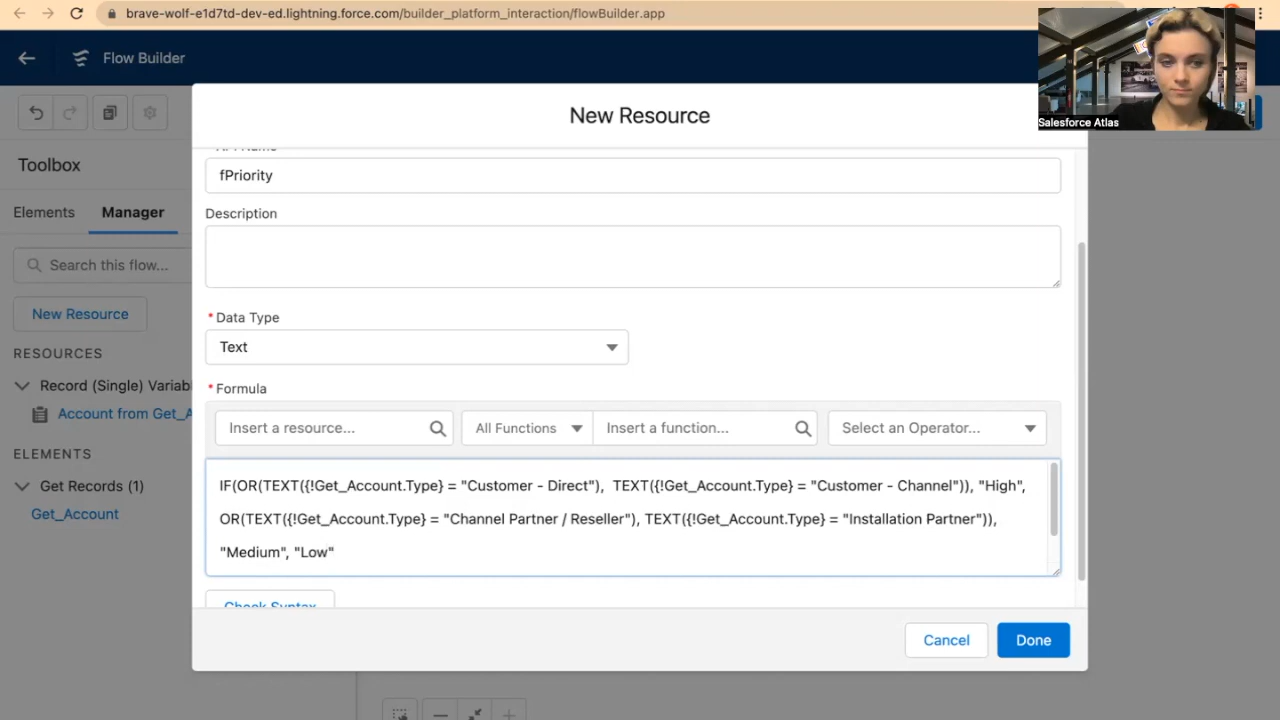 brave-wolf-e1d7td-dev-ed.lightning.force.com/builder_platform_interaction/flowBuilder.app
Flow Builder
Salesforce Atlas
New Resource
Toolbox
fPriority
Elements
Manager
Description
Search this flow...
New Resource
* Data Type
RESOURCES
Text
Record (Single) Variab
* Formula
Account from Get_A
Insert a resource...
All Functions
Insert a function...
Select an Operator...
ELEMENTS
Get Records (1)
IF(OR(TEXT({!Get_Account.Type} = "Customer - Direct"),  TEXT({!Get_Account.Type} = "Customer - Channel")), "High",
Get_Account
OR(TEXT({!Get_Account.Type} = "Channel Partner / Reseller"), TEXT({!Get_Account.Type} = "Installation Partner")),
"Medium", "Low"
Check Syntax
Cancel
Done